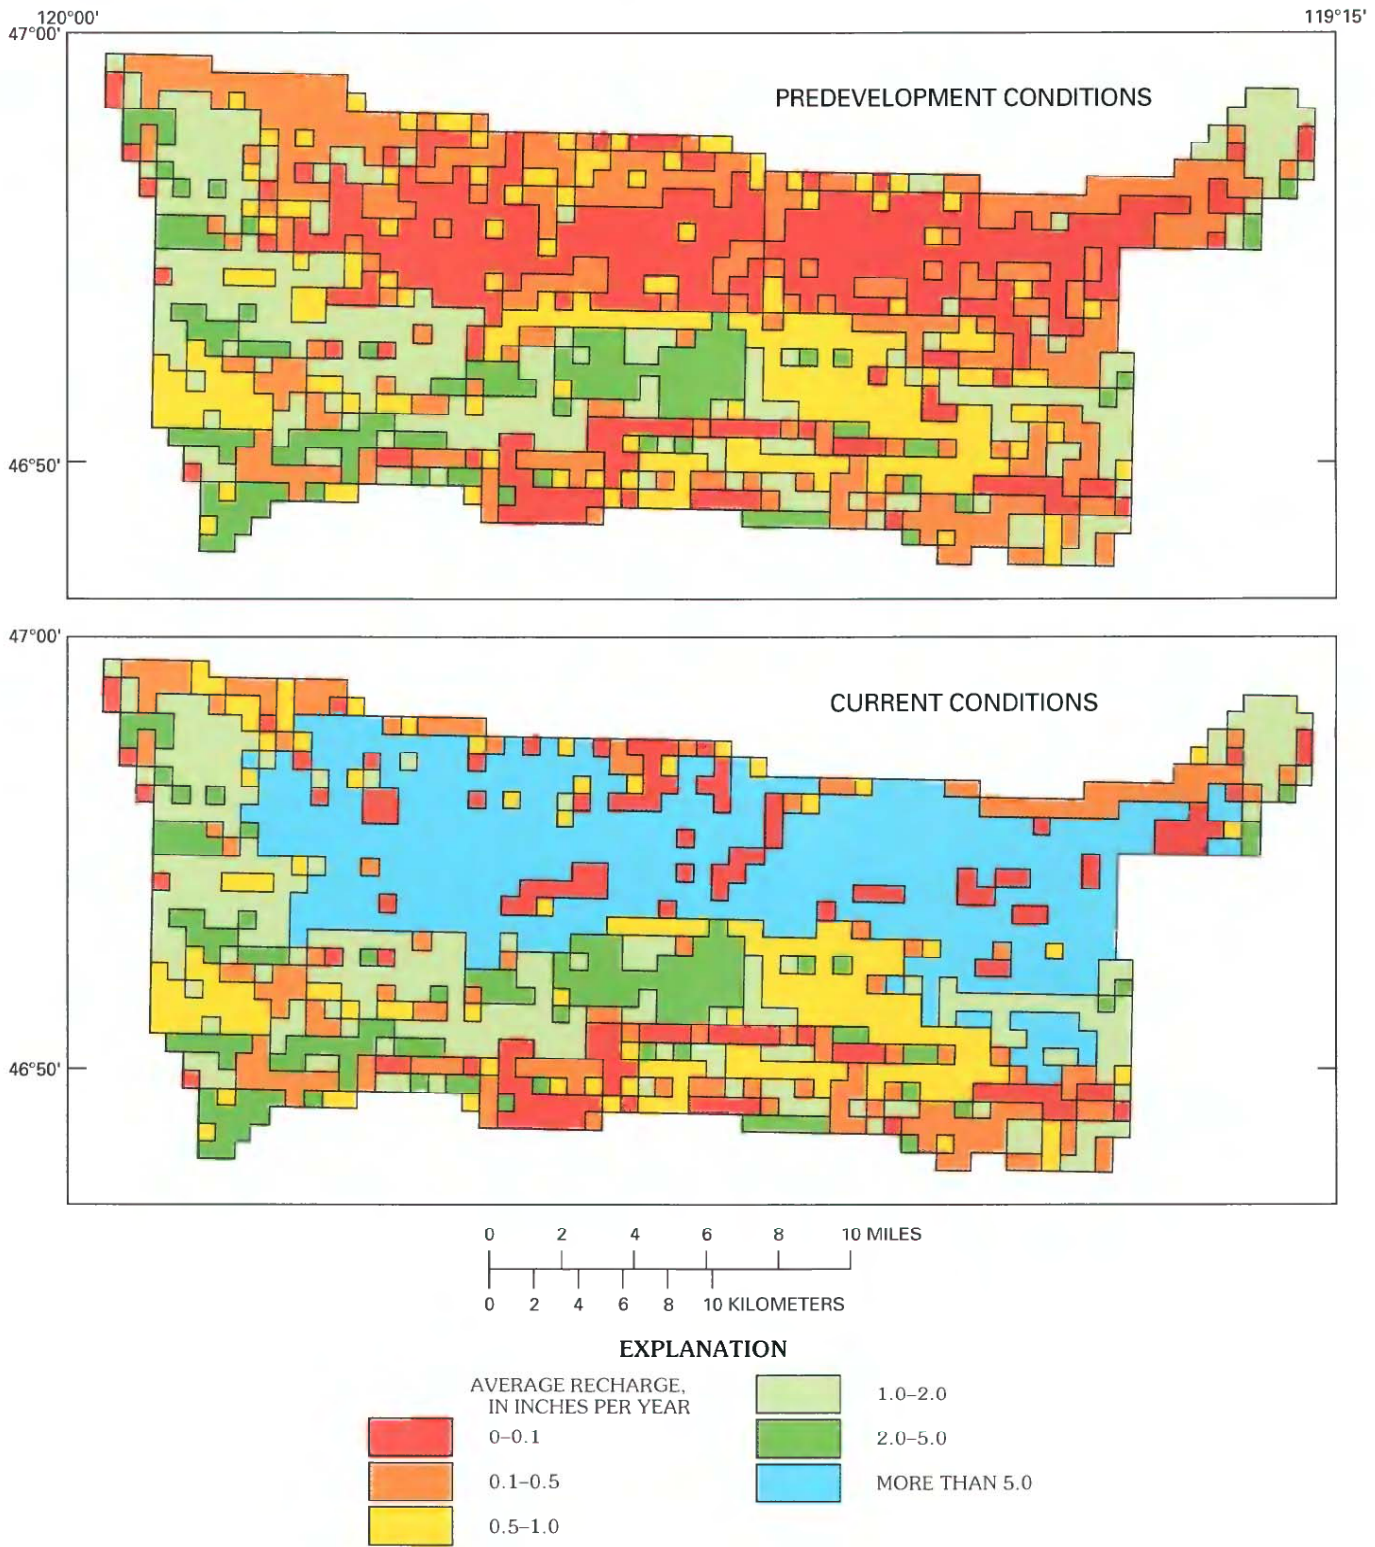 120°00'
119°15'
47°00'
PREDEVELOPMENT CONDITIONS
46°50'
47°00'
CURRENT CONDITIONS
46°50'
0 2 4 6 8 10 MILES
0 2 4 6 8 10 KILOMETERS
EXPLANATION
AVERAGE RECHARGE,
IN INCHES PER YEAR
0–0.1
0.1–0.5
0.5–1.0
1.0–2.0
2.0–5.0
MORE THAN 5.0